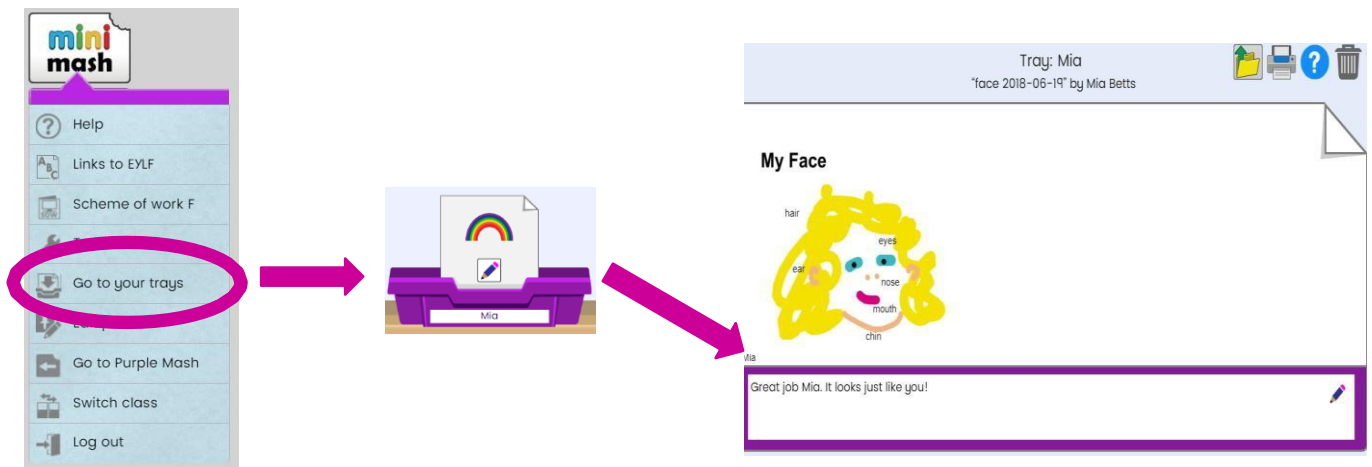 mini
mash
Help
Links to EYLF
Scheme of work F
Go to your trays
Go to Purple Mash
Switch class
Log out
Mia
Tray: Mia
"face 2018-06-19" by Mia Betts
My Face
hair
eyes
ear
nose
mouth
chin
Mia
Great job Mia. It looks just like you!